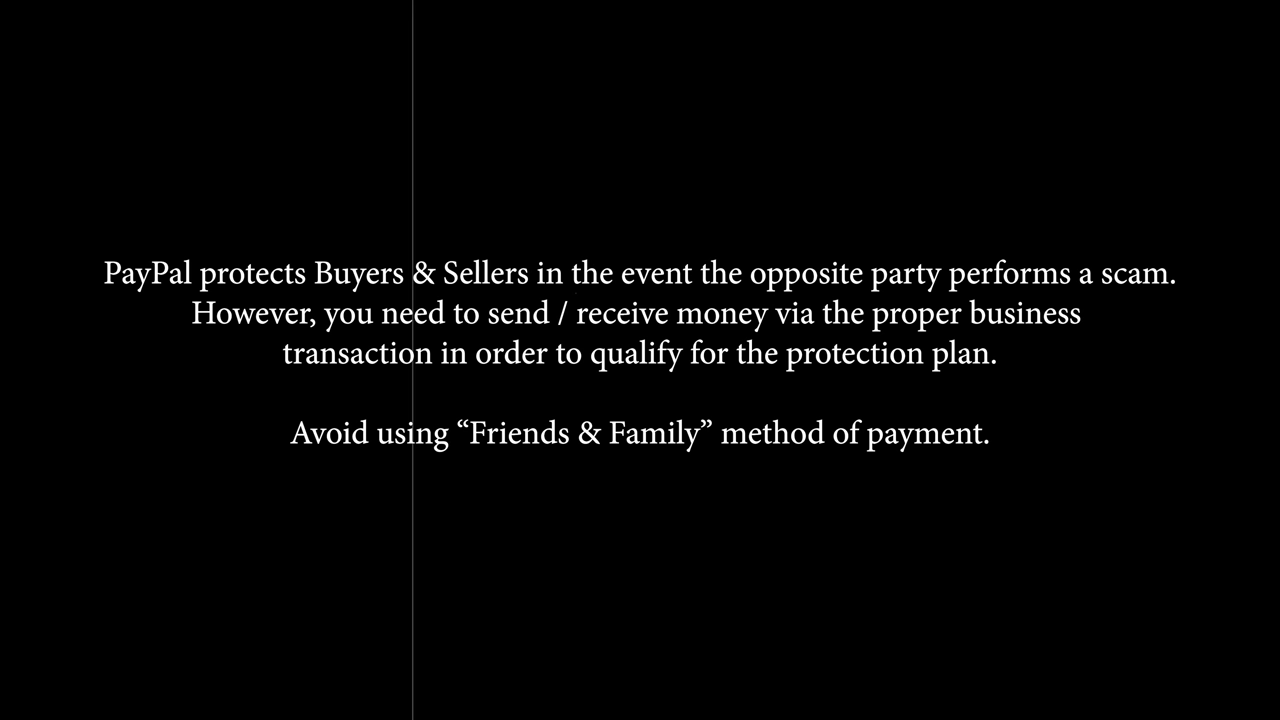 PayPal protects Buyers & Sellers in the event the opposite party performs a scam.
However, you need to send / receive money via the proper business
transaction in order to qualify for the protection plan.
Avoid using “Friends & Family” method of payment.